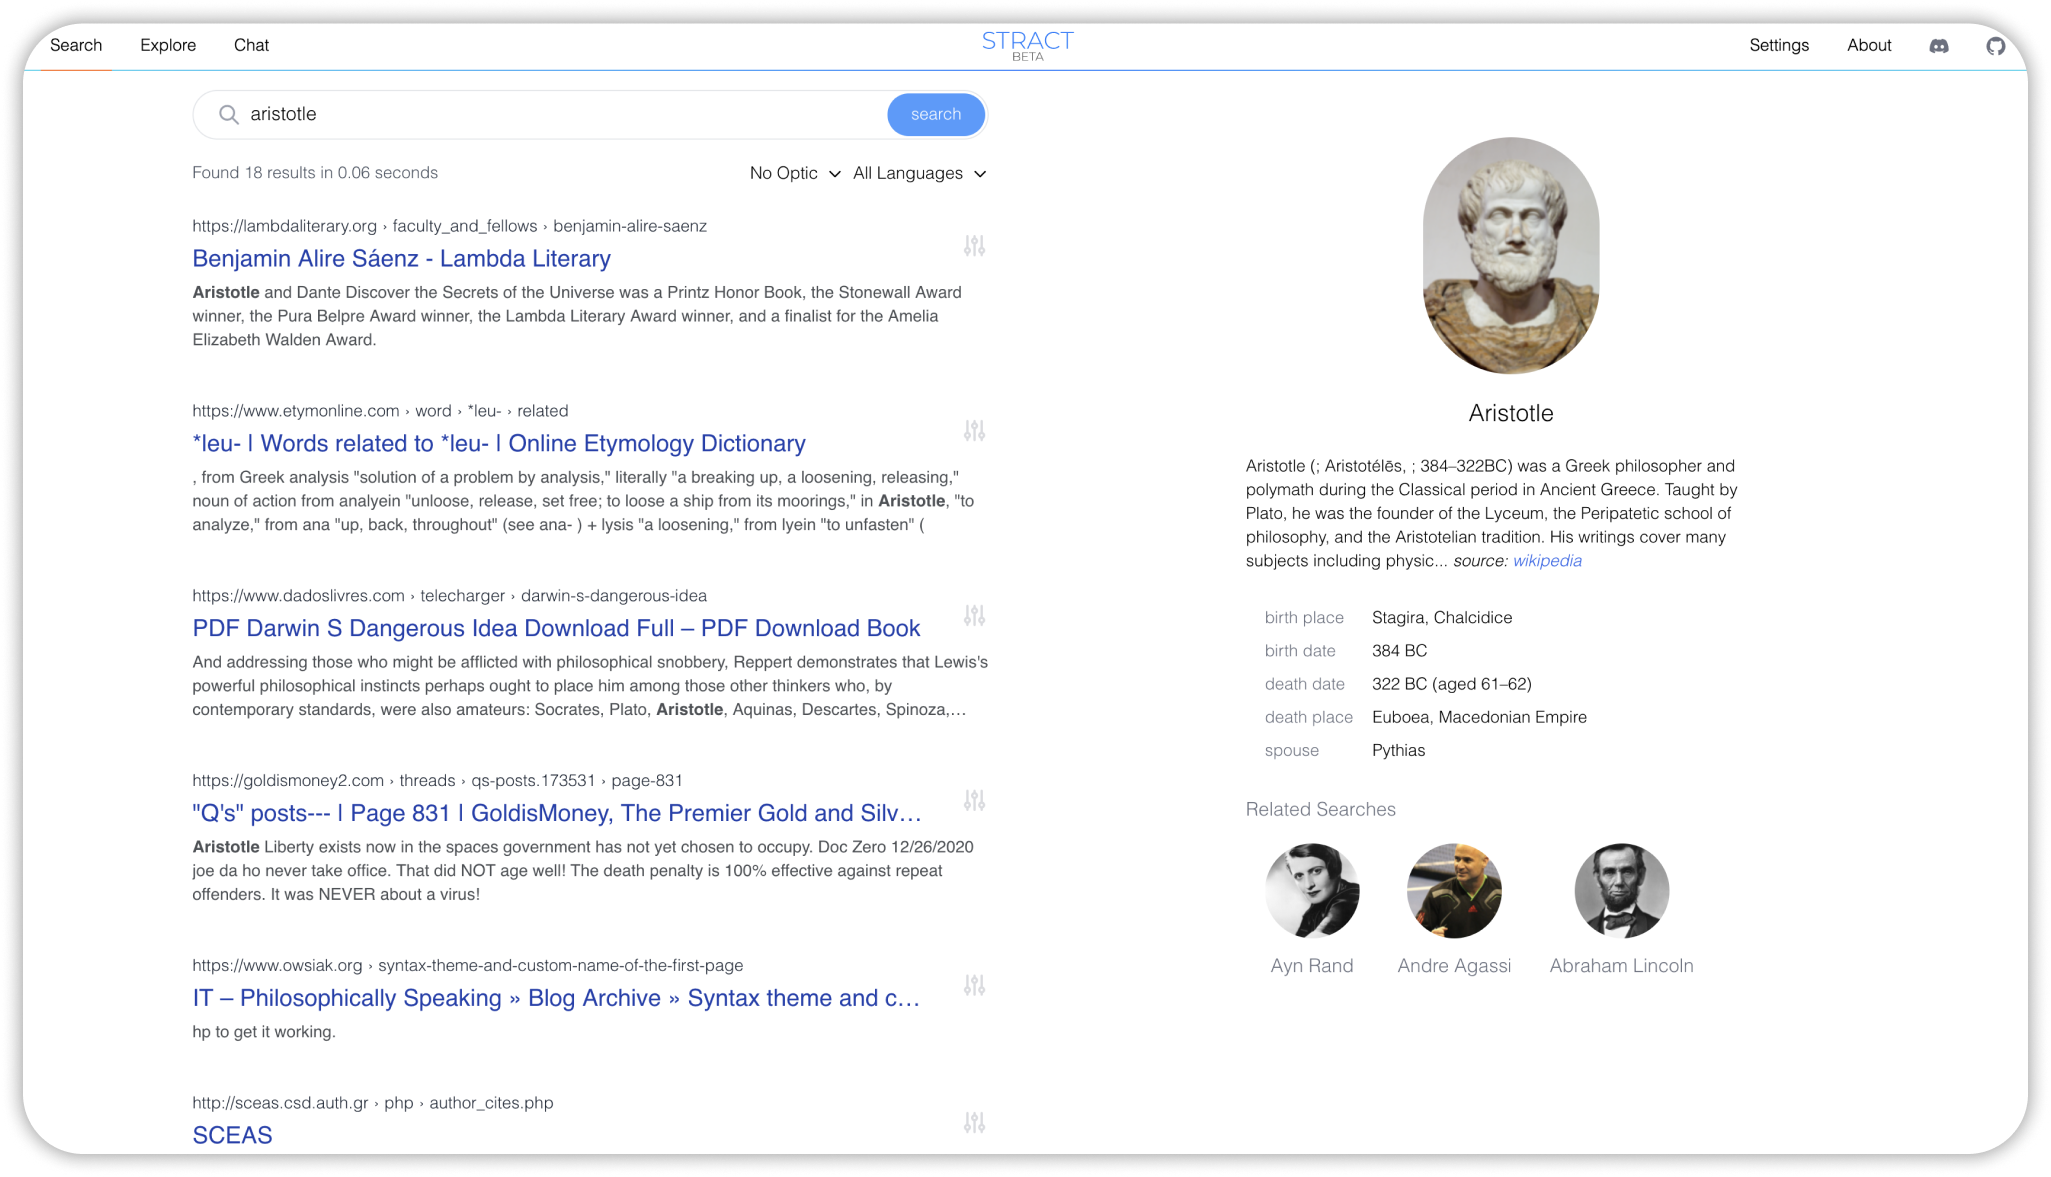 Search Explore Chat
STRACT
BETA
Settings About
aristotle
search
Found 18 results in 0.06 seconds
No Optic All Languages
https://lambdaliterary.org › faculty_and_fellows › benjamin-alire-saenz
Benjamin Alire Sáenz - Lambda Literary
Aristotle and Dante Discover the Secrets of the Universe was a Printz Honor Book, the Stonewall Award
winner, the Pura Belpre Award winner, the Lambda Literary Award winner, and a finalist for the Amelia
Elizabeth Walden Award.
https://www.etymonline.com › word › *leu- › related
*leu- | Words related to *leu- | Online Etymology Dictionary
, from Greek analysis "solution of a problem by analysis," literally "a breaking up, a loosening, releasing,"
noun of action from analyein "unloose, release, set free; to loose a ship from its moorings," in Aristotle, "to
analyze," from ana "up, back, throughout" (see ana- ) + lysis "a loosening," from lyein "to unfasten" (
https://www.dadoslivres.com › telecharger › darwin-s-dangerous-idea
PDF Darwin S Dangerous Idea Download Full – PDF Download Book
And addressing those who might be afflicted with philosophical snobbery, Reppert demonstrates that Lewis's
powerful philosophical instincts perhaps ought to place him among those other thinkers who, by
contemporary standards, were also amateurs: Socrates, Plato, Aristotle, Aquinas, Descartes, Spinoza,…
https://goldismoney2.com › threads › qs-posts.173531 › page-831
"Q's" posts--- | Page 831 | GoldisMoney, The Premier Gold and Silv…
Aristotle Liberty exists now in the spaces government has not yet chosen to occupy. Doc Zero 12/26/2020
joe da ho never take office. That did NOT age well! The death penalty is 100% effective against repeat
offenders. It was NEVER about a virus!
https://www.owsiak.org › syntax-theme-and-custom-name-of-the-first-page
IT – Philosophically Speaking » Blog Archive » Syntax theme and c…
hp to get it working.
http://sceas.csd.auth.gr › php › author_cites.php
SCEAS
Aristotle
Aristotle (; Aristotélēs, ; 384–322BC) was a Greek philosopher and
polymath during the Classical period in Ancient Greece. Taught by
Plato, he was the founder of the Lyceum, the Peripatetic school of
philosophy, and the Aristotelian tradition. His writings cover many
subjects including physic... source: wikipedia
birth place Stagira, Chalcidice
birth date 384 BC
death date 322 BC (aged 61–62)
death place Euboea, Macedonian Empire
spouse Pythias
Related Searches
Ayn Rand Andre Agassi Abraham Lincoln